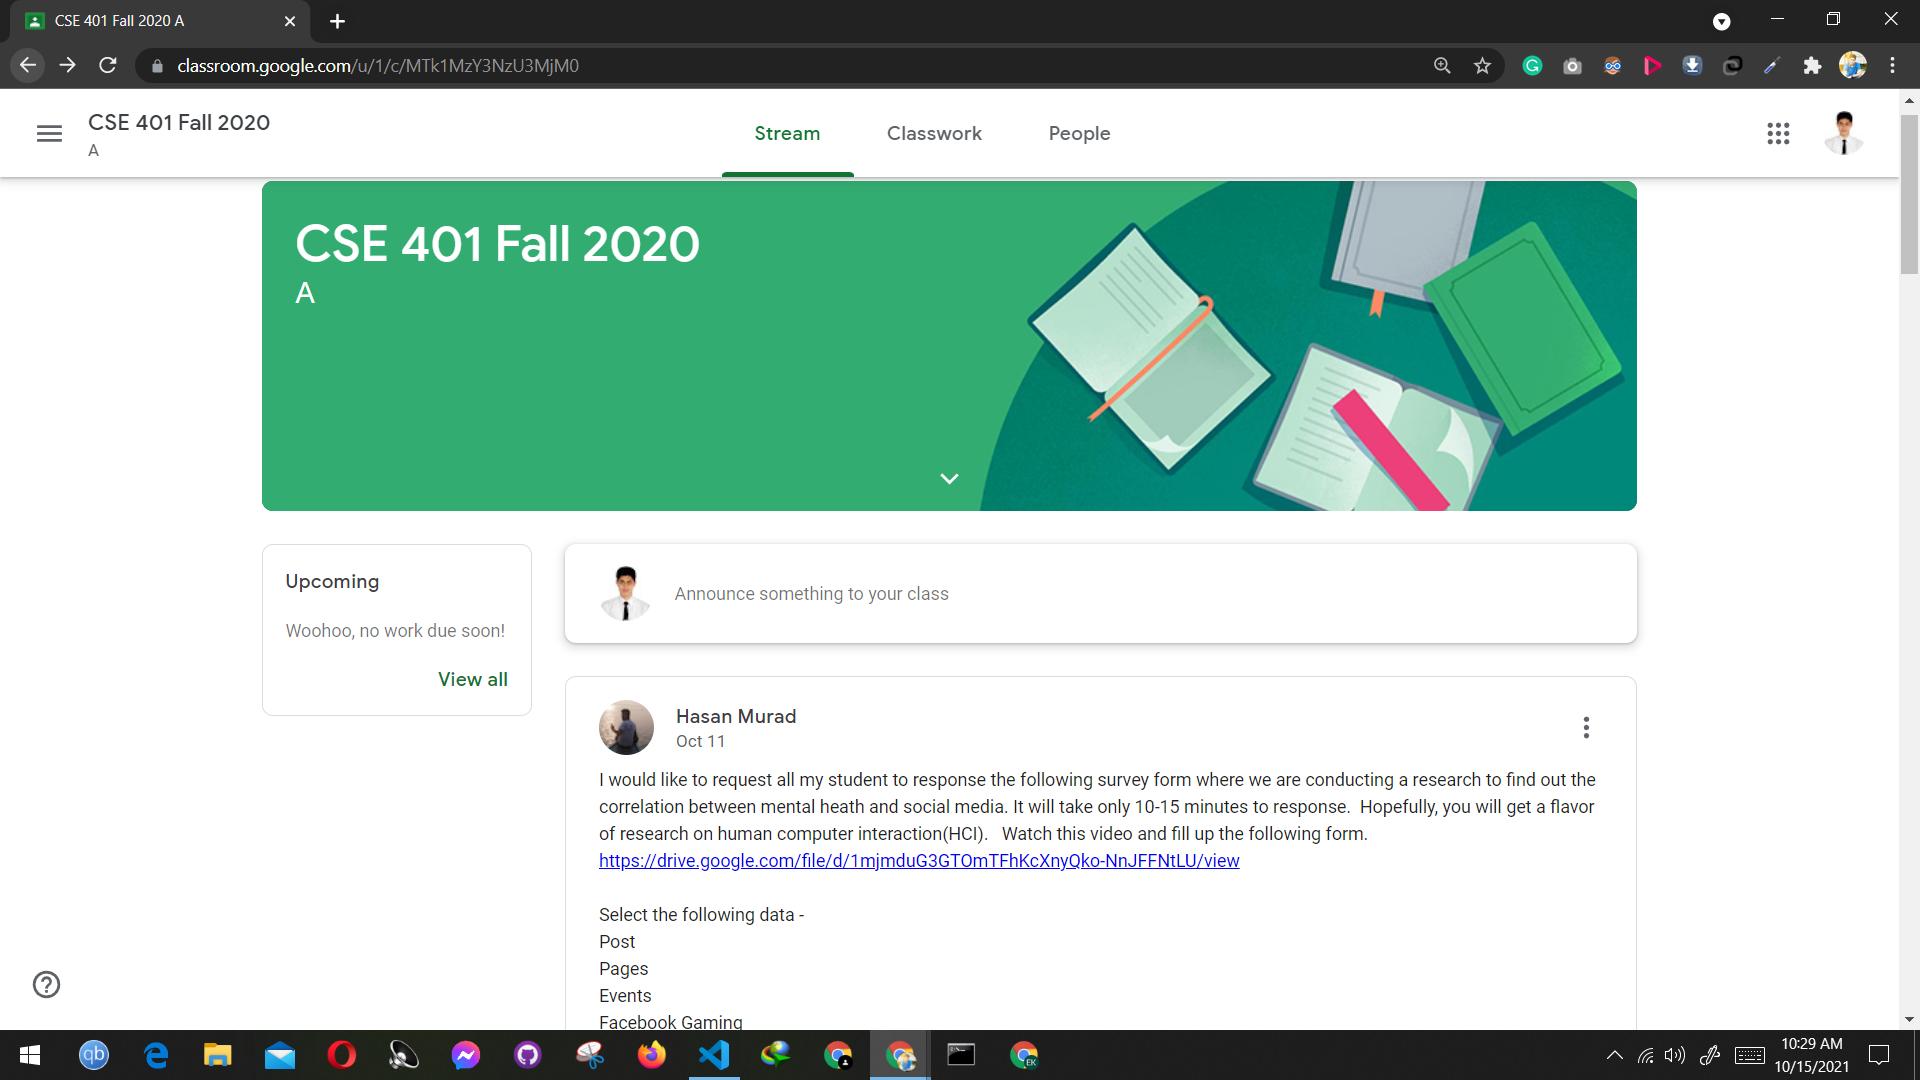 CSE 401 Fall 2020 A
classroom.google.com/u/1/c/MTk1MzY3NzU3MjM0
CSE 401 Fall 2020
A
Stream
Classwork
People
CSE 401 Fall 2020
A
Upcoming
Woohoo, no work due soon!
View all
Announce something to your class
Hasan Murad
Oct 11
I would like to request all my student to response the following survey form where we are conducting a research to find out the
correlation between mental heath and social media. It will take only 10-15 minutes to response.  Hopefully, you will get a flavor
of research on human computer interaction(HCI).   Watch this video and fill up the following form.
https://drive.google.com/file/d/1mjmduG3GTOmTFhKcXnyQko-NnJFFNtLU/view
Select the following data -
Post
Pages
Events
Facebook Gaming
qb
EK
10:29 AM
10/15/2021